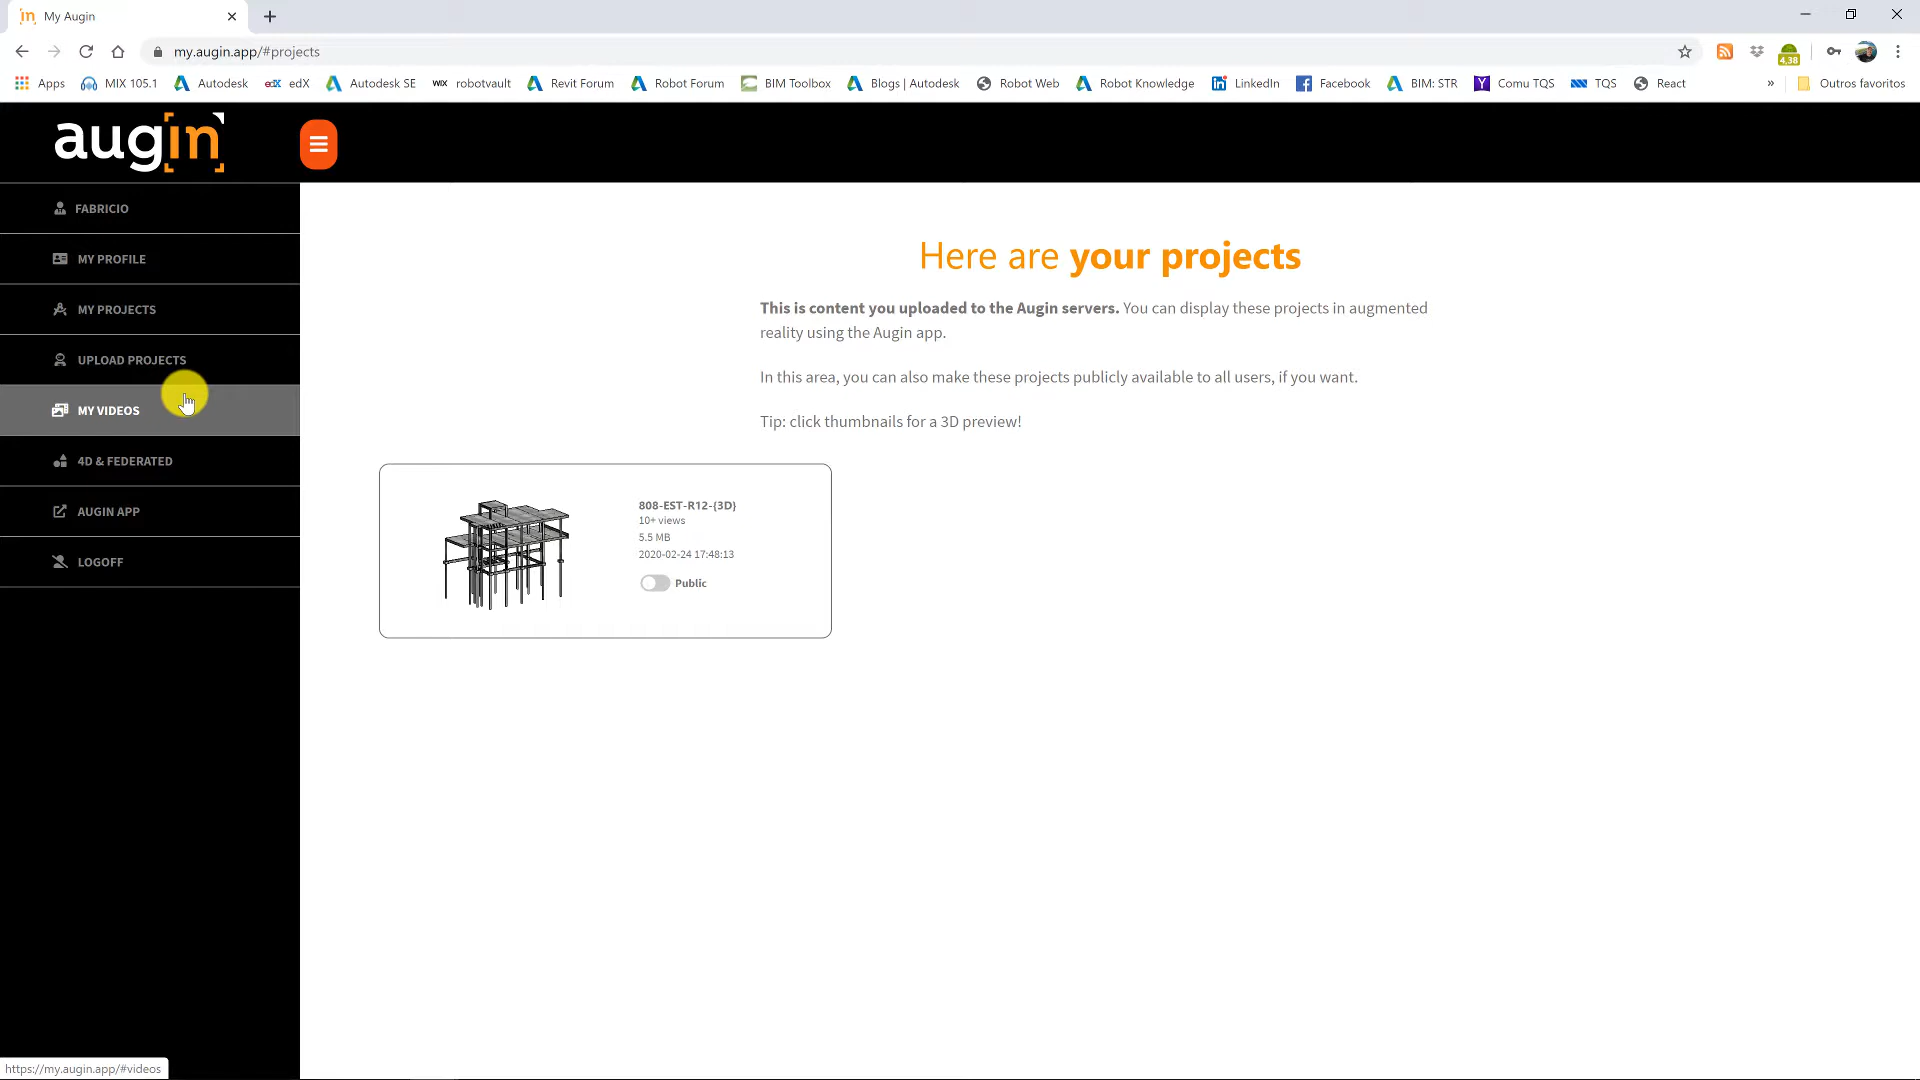 My Augin
my.augin.app/#projects
Apps MIX 105.1 Autodesk edX Autodesk SE WIX robotvault Revit Forum Robot Forum BIM Toolbox Blogs | Autodesk Robot Web Robot Knowledge LinkedIn Facebook BIM: STR Comu TQS TQS React » Outros favoritos
4,38
augin
FABRICIO
MY PROFILE
MY PROJECTS
UPLOAD PROJECTS
MY VIDEOS
4D & FEDERATED
AUGIN APP
LOGOFF
Here are your projects
This is content you uploaded to the Augin servers. You can display these projects in augmented
reality using the Augin app.
In this area, you can also make these projects publicly available to all users, if you want.
Tip: click thumbnails for a 3D preview!
808-EST-R12-{3D}
10+ views
5.5 MB
2020-02-24 17:48:13
Public
https://my.augin.app/#videos